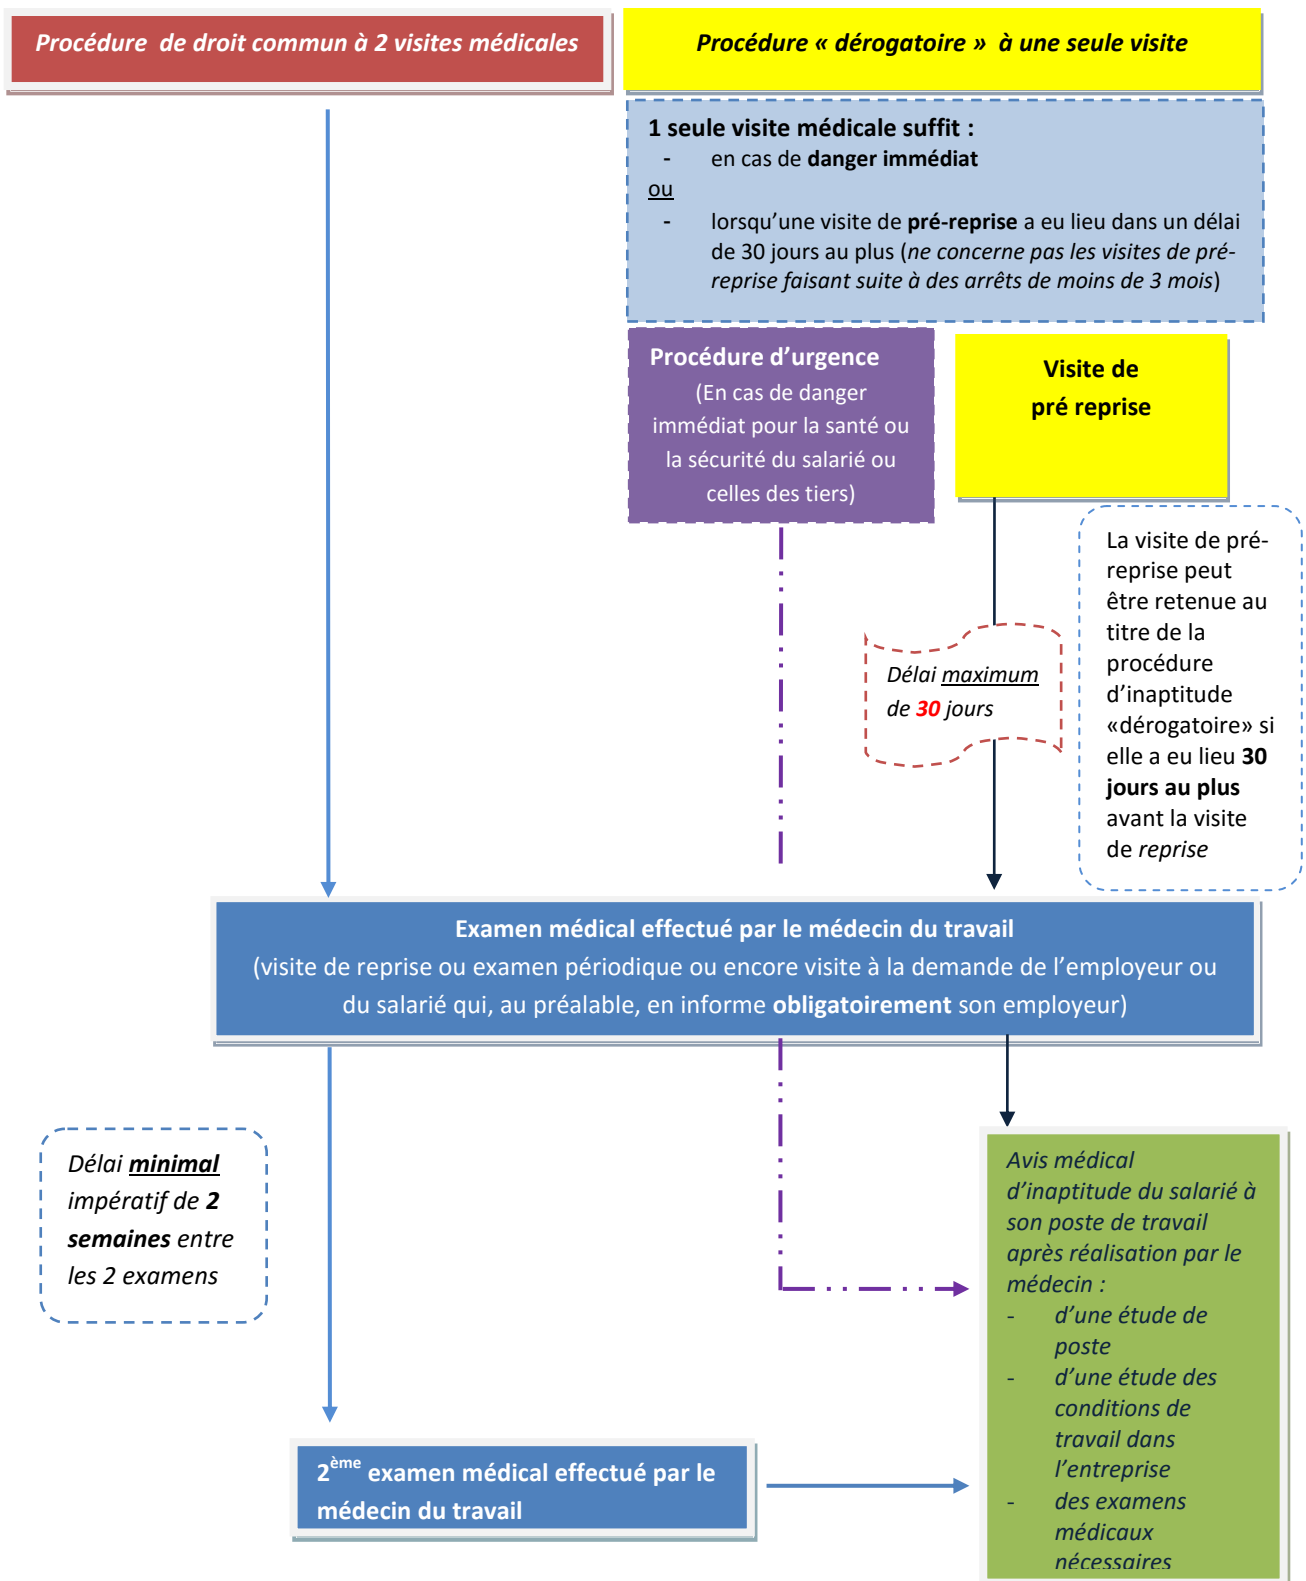 Procédure de droit commun à 2 visites médicales
Procédure « dérogatoire » à une seule visite
1 seule visite médicale suffit :
- en cas de danger immédiat
ou
- lorsqu’une visite de pré-reprise a eu lieu dans un délai
de 30 jours au plus (ne concerne pas les visites de pré-
reprise faisant suite à des arrêts de moins de 3 mois)
Procédure d’urgence
(En cas de danger
immédiat pour la santé ou
la sécurité du salarié ou
celles des tiers)
Visite de
pré reprise
La visite de pré-
reprise peut
être retenue au
titre de la
procédure
d’inaptitude
«dérogatoire» si
elle a eu lieu 30
jours au plus
avant la visite
de reprise
Délai maximum
de 30 jours
Examen médical effectué par le médecin du travail
(visite de reprise ou examen périodique ou encore visite à la demande de l’employeur ou
du salarié qui, au préalable, en informe obligatoirement son employeur)
Délai minimal
impératif de 2
semaines entre
les 2 examens
Avis médical
d’inaptitude du salarié à
son poste de travail
après réalisation par le
médecin :
- d’une étude de
poste
- d’une étude des
conditions de
travail dans
l’entreprise
- des examens
médicaux
nécessaires
2ème examen médical effectué par le
médecin du travail